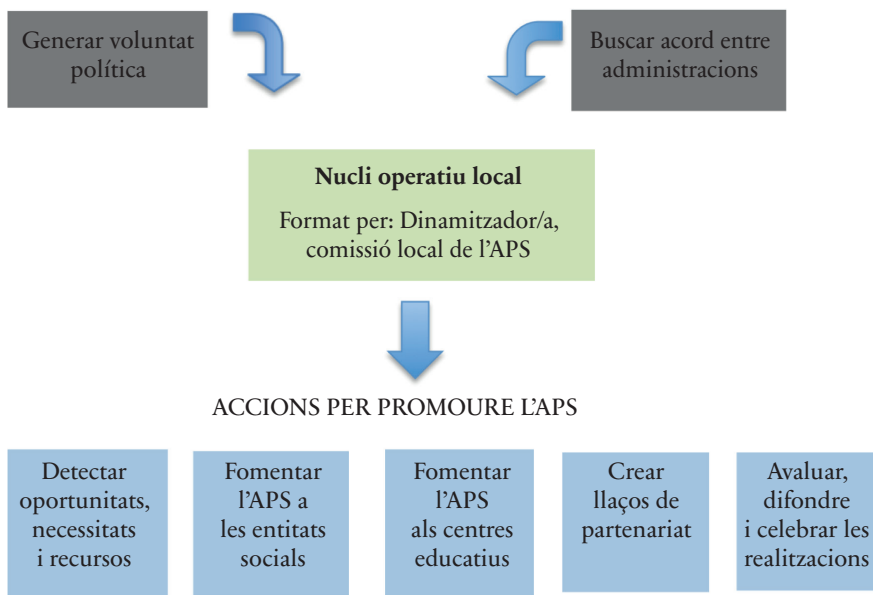 Generar voluntat
política
Buscar acord entre
administracions
Nucli operatiu local
Format per: Dinamitzador/a,
comissió local de l’APS
ACCIONS PER PROMOURE L’APS
Detectar
oportunitats,
necessitats
i recursos
Fomentar
l’APS a
les entitats
socials
Fomentar
l’APS
als centres
educatius
Crear
llaços de
partenariat
Avaluar,
difondre
i celebrar les
realitzacions